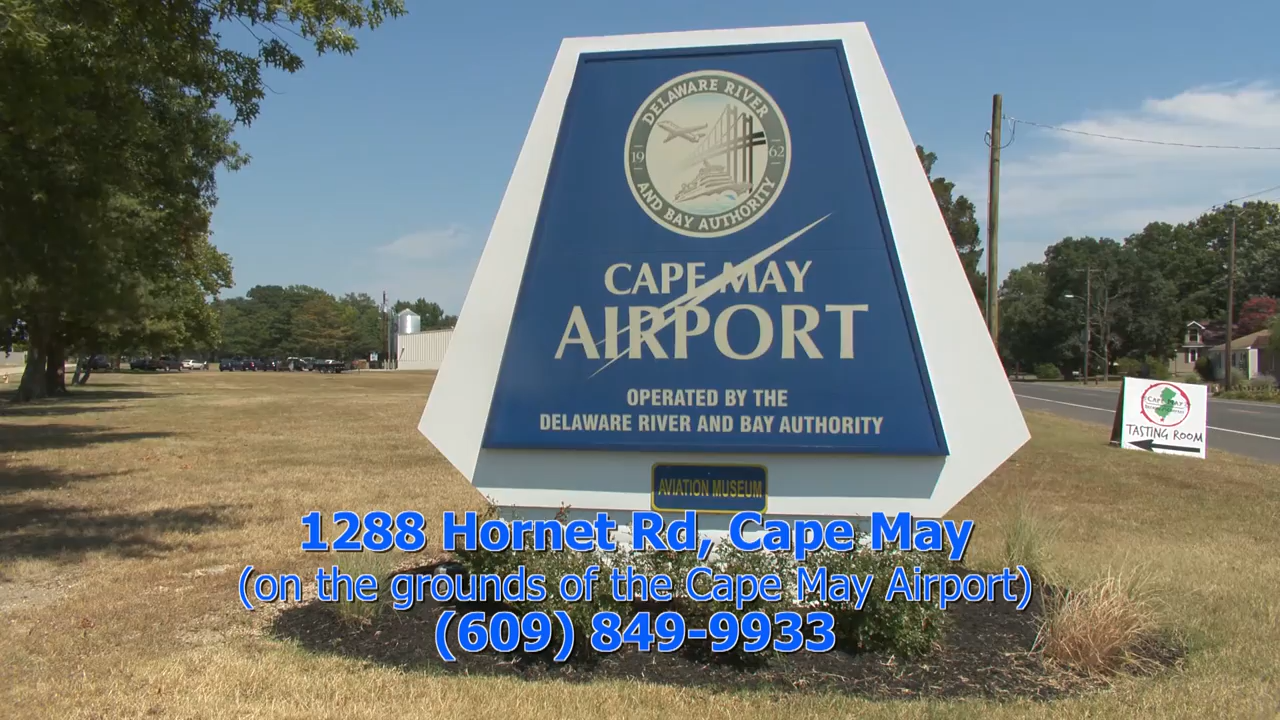 DELAWARE RIVER
19 62
AND BAY AUTHORITY
CAPE MAY
AIRPORT
OPERATED BY THE
DELAWARE RIVER AND BAY AUTHORITY
AVIATION MUSEUM
CAPE MAY
TASTING ROOM
1288 Hornet Rd, Cape May
(on the grounds of the Cape May Airport)
(609) 849-9933